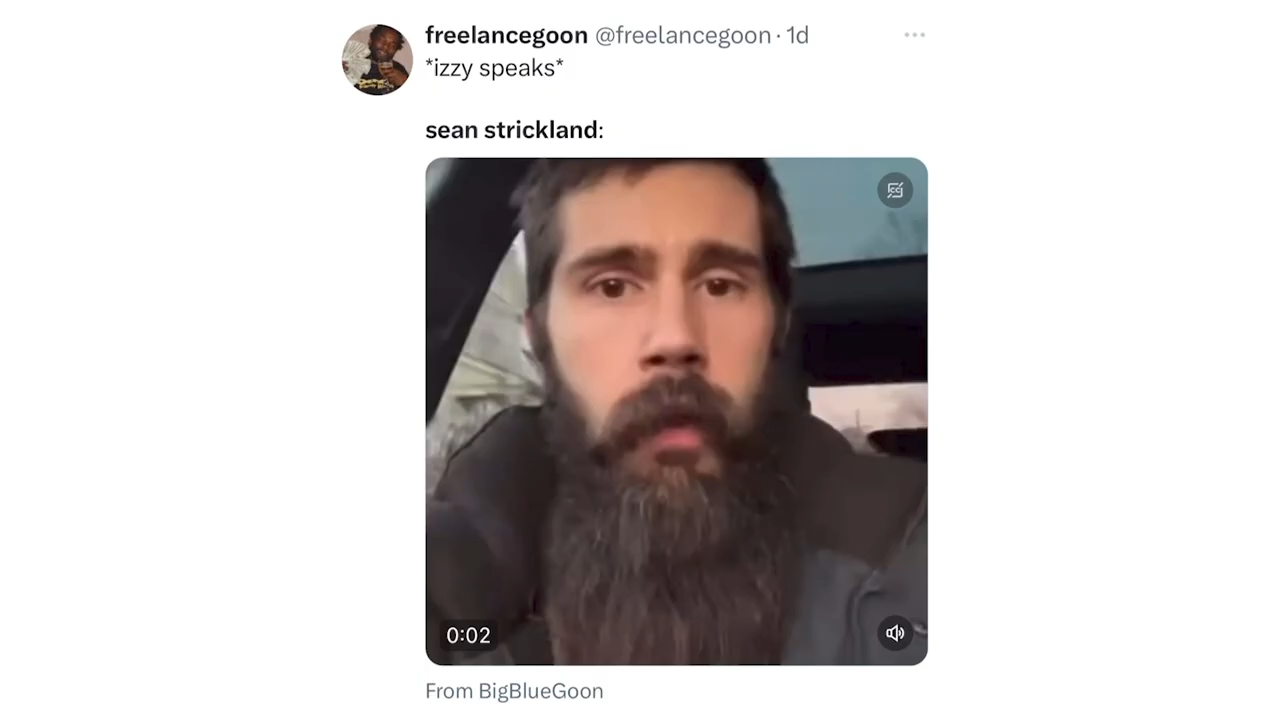 freelancegoon @freelancegoon · 1d
*izzy speaks*
sean strickland:
0:02
From BigBlueGoon